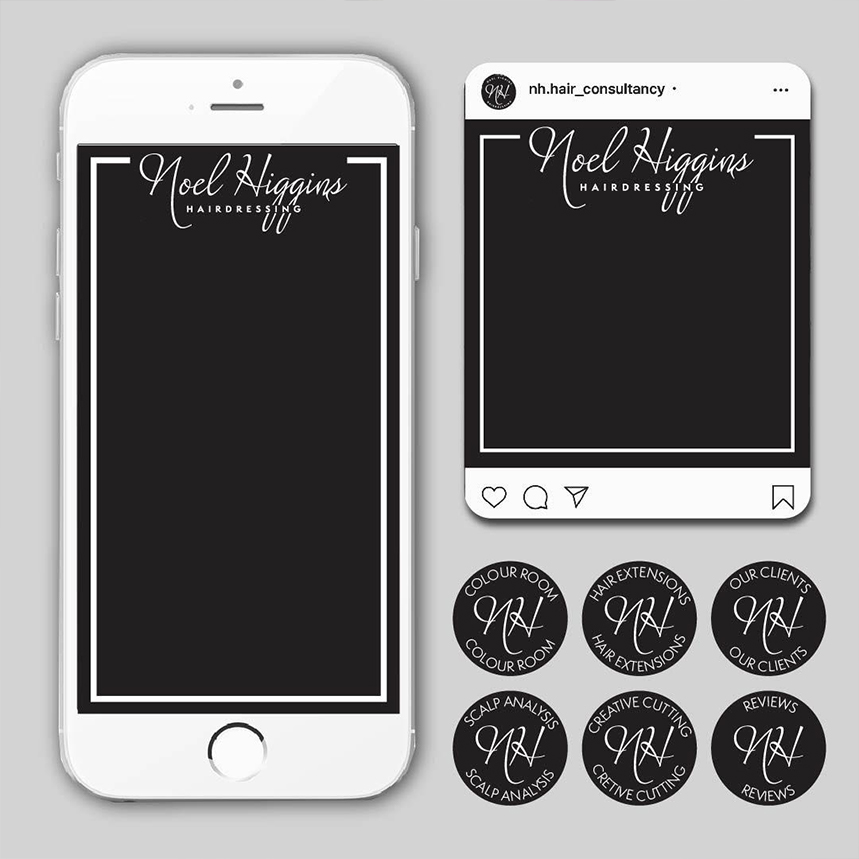 Noel Higgins
HAIRDRESSING
nh.hair_consultancy •
Noel Higgins
HAIRDRESSING
COLOUR ROOM
NH
COLOUR ROOM
HAIR EXTENSIONS
NH
HAIR EXTENSIONS
OUR CLIENTS
NH
OUR CLIENTS
SCALP ANALYSIS
NH
SCALP ANALYSIS
CREATIVE CUTTING
NH
CRETIVE CUTTING
REVIEWS
NH
REVIEWS